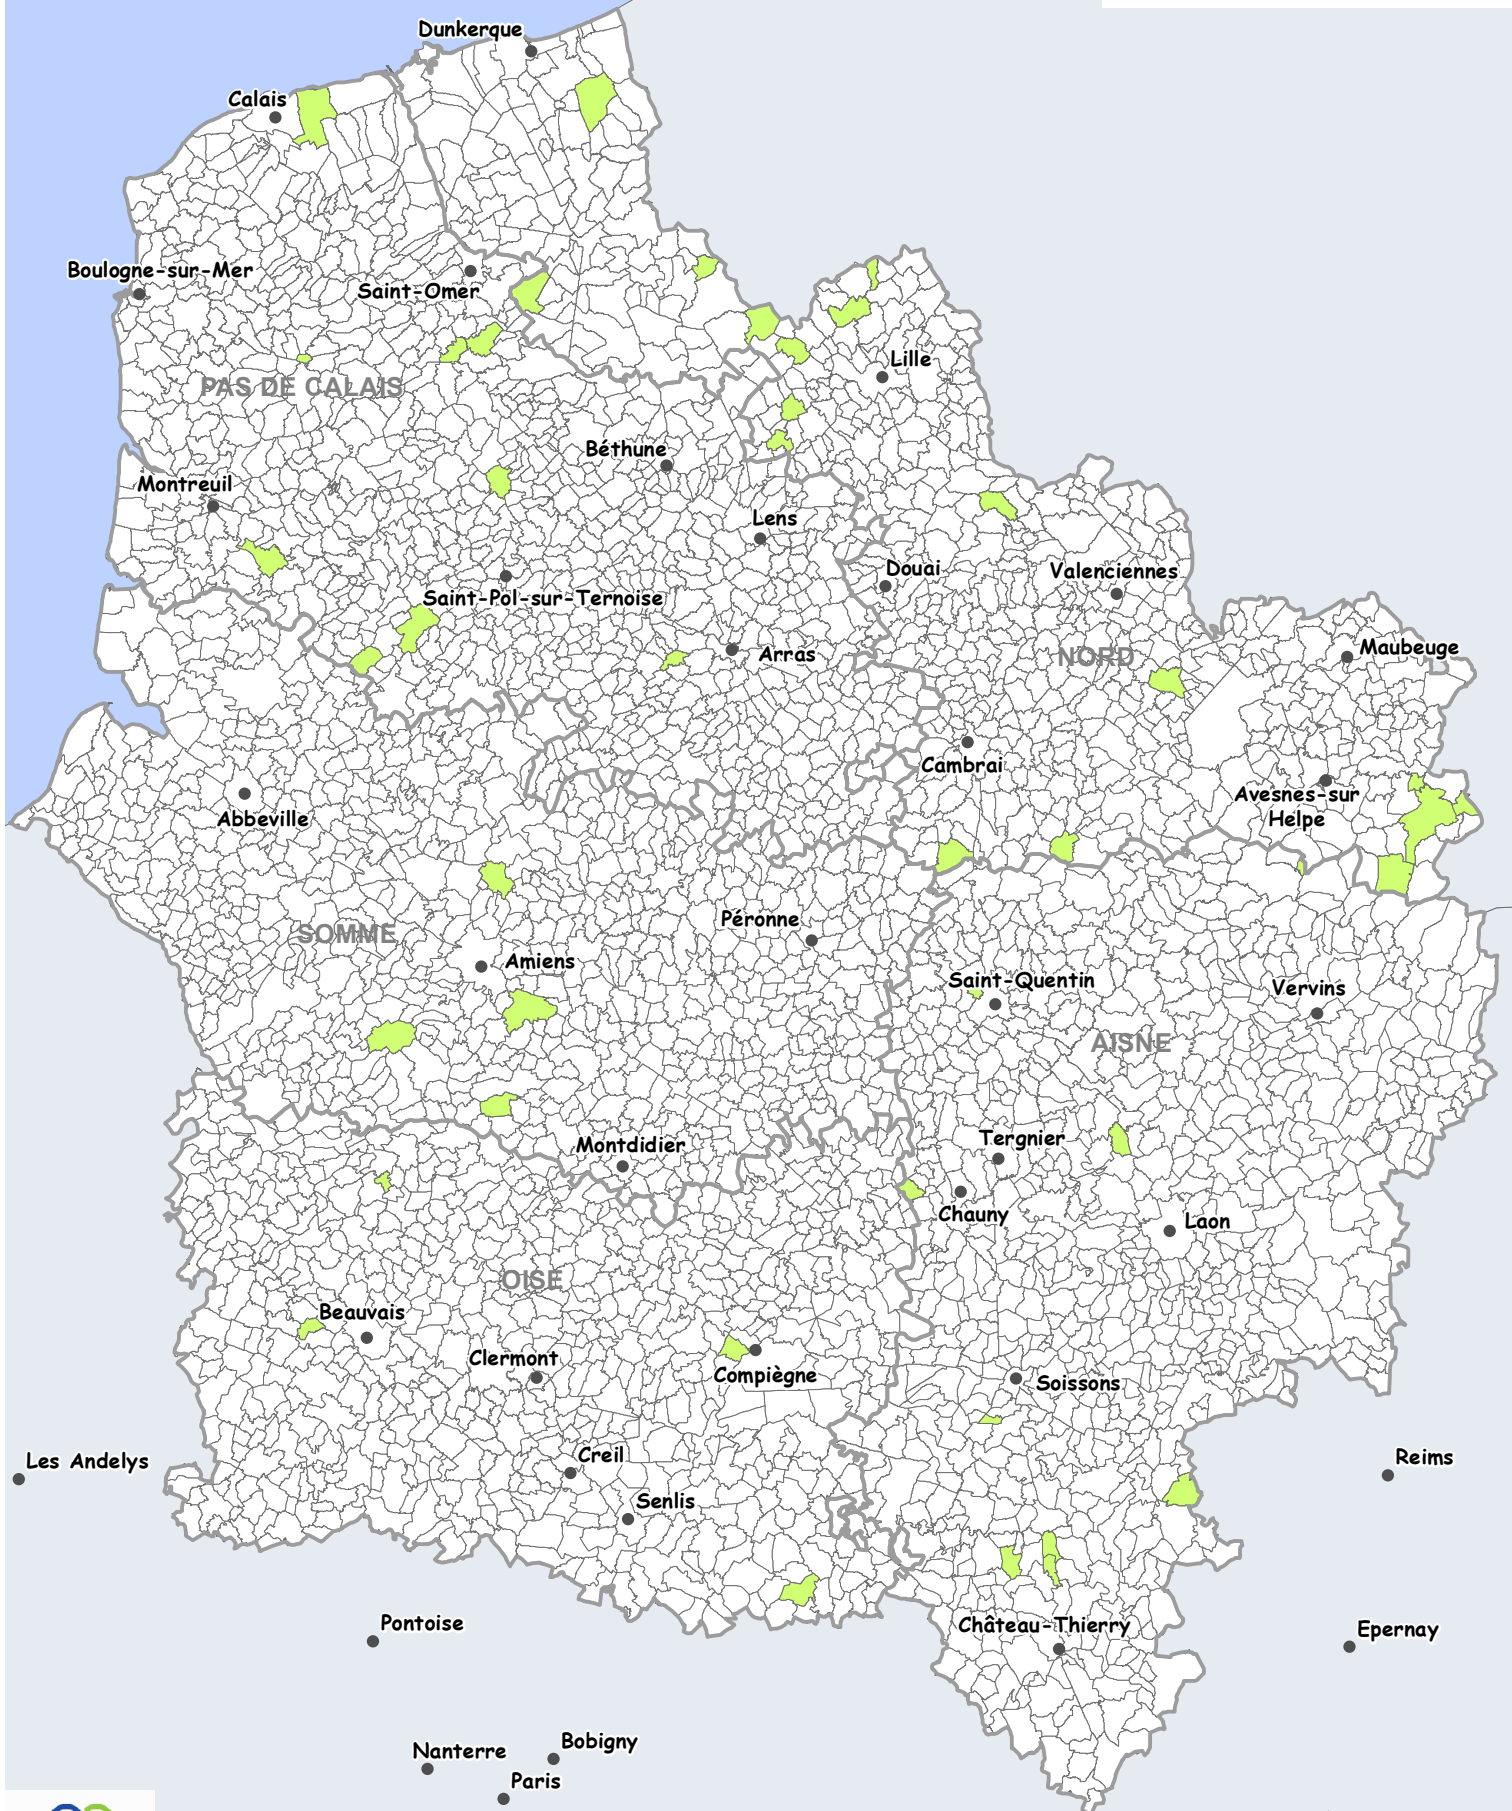 Dunkerque
Calais
Boulogne-sur-Mer
Saint-Omer
Lille
PAS DE CALAIS
Béthune
Montreuil
Lens
Douai
Valenciennes
Saint-Pol-sur-Ternoise
Arras
NORD
Maubeuge
Cambrai
Avesnes-sur
Helpe
Abbeville
Péronne
SOMME
Amiens
Saint-Quentin
Vervins
AISNE
Tergnier
Montdidier
Chauny
Laon
OISE
Beauvais
Clermont
Compiègne
Soissons
Creil
Les Andelys
Reims
Senlis
Pontoise
Château-Thierry
Epernay
Nanterre
Bobigny
Paris